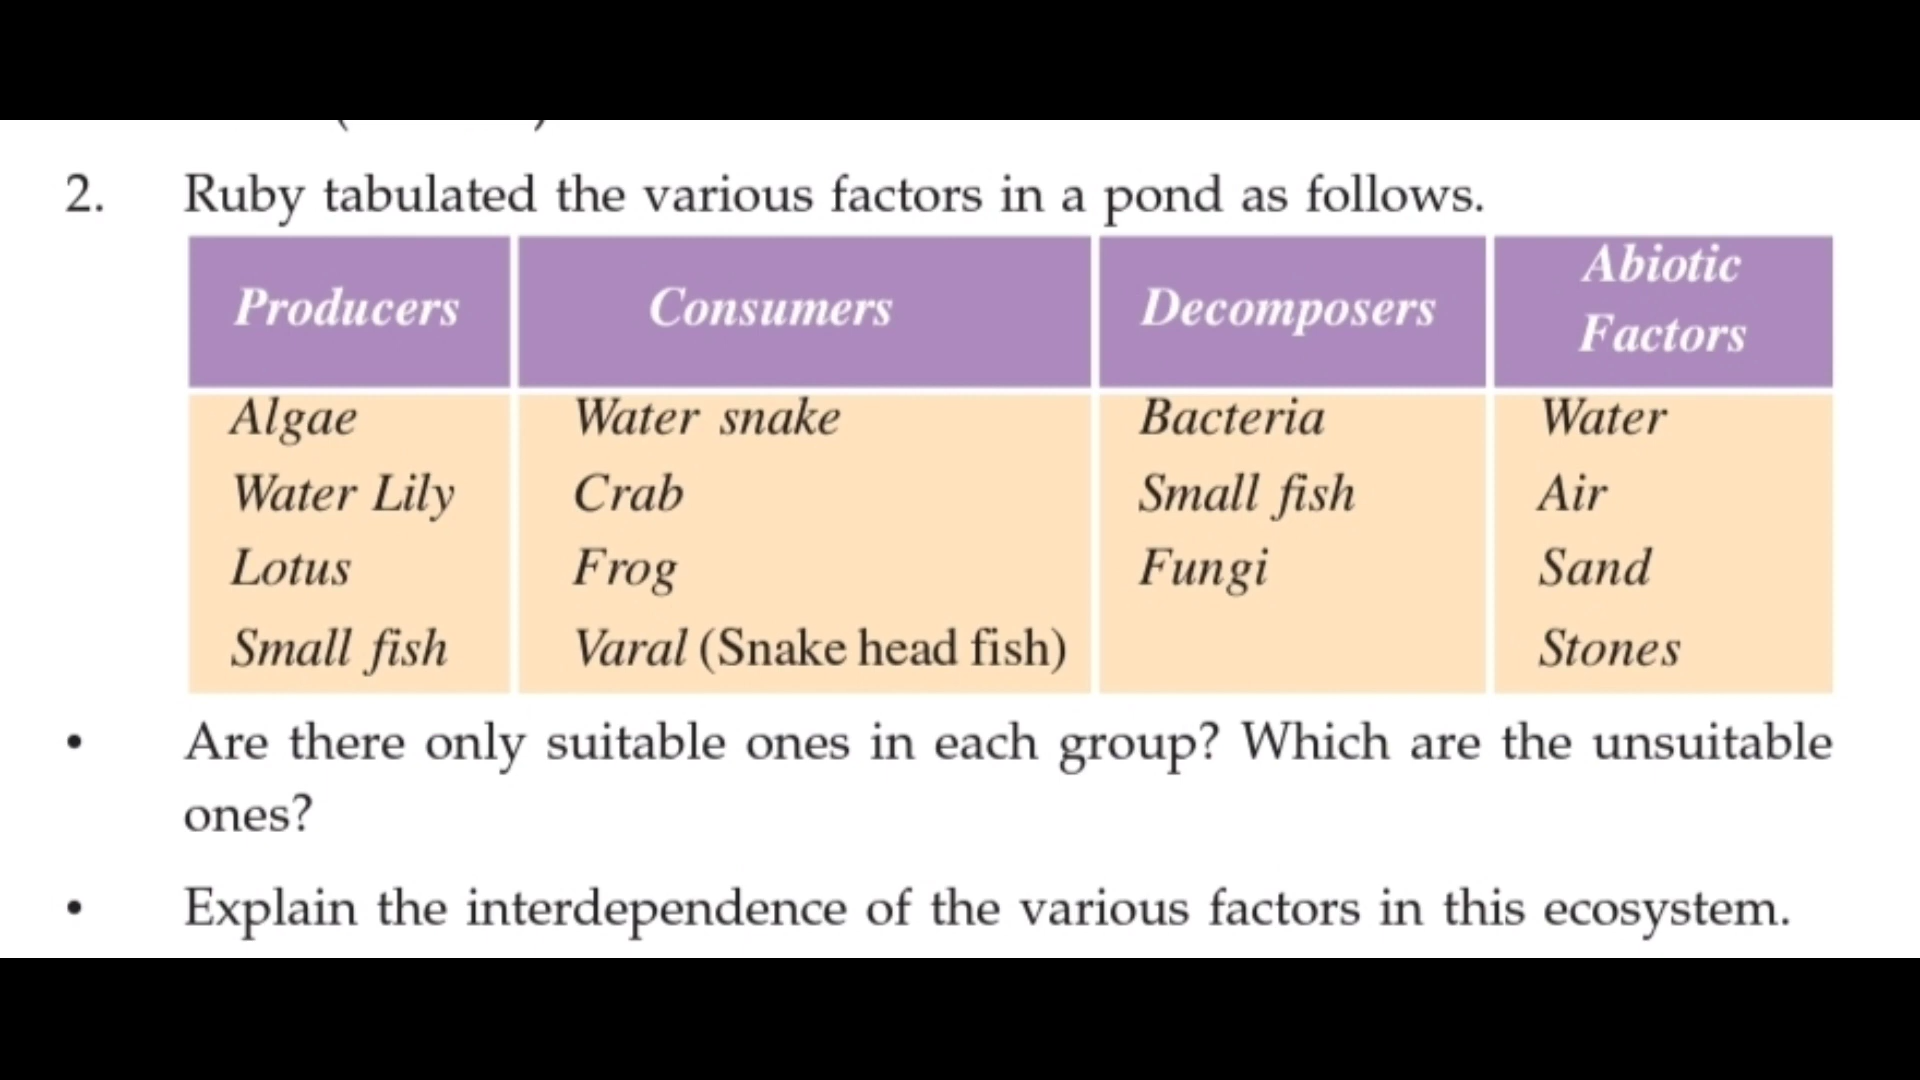 2. Ruby tabulated the various factors in a pond as follows.
Producers Consumers Decomposers Abiotic Factors
Algae Water snake Bacteria Water
Water Lily Crab Small fish Air
Lotus Frog Fungi Sand
Small fish Varal (Snake head fish) Stones
• Are there only suitable ones in each group? Which are the unsuitable
ones?
• Explain the interdependence of the various factors in this ecosystem.